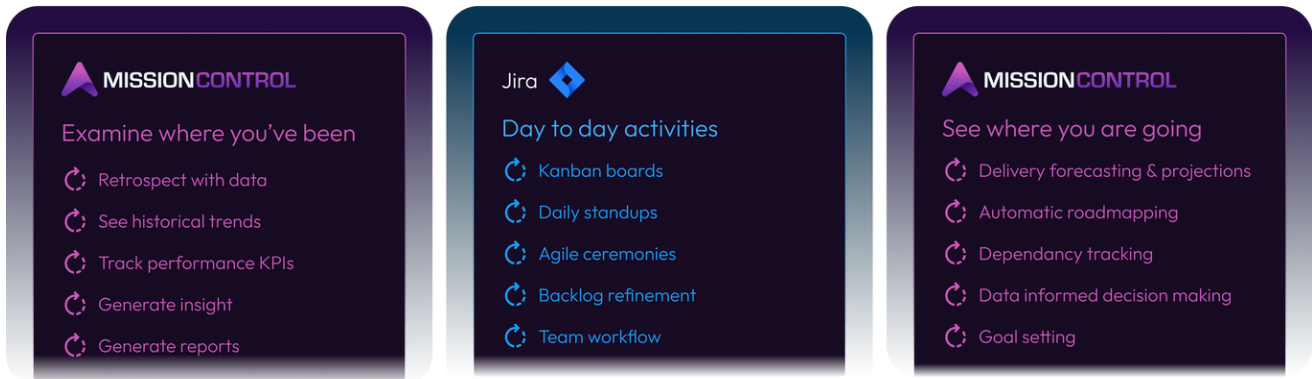 MISSIONCONTROL
Examine where you've been
Retrospect with data
See historical trends
Track performance KPIs
Generate insight
Generate reports
Jira
Day to day activities
Kanban boards
Daily standups
Agile ceremonies
Backlog refinement
Team workflow
MISSIONCONTROL
See where you are going
Delivery forecasting & projections
Automatic roadmapping
Dependancy tracking
Data informed decision making
Goal setting